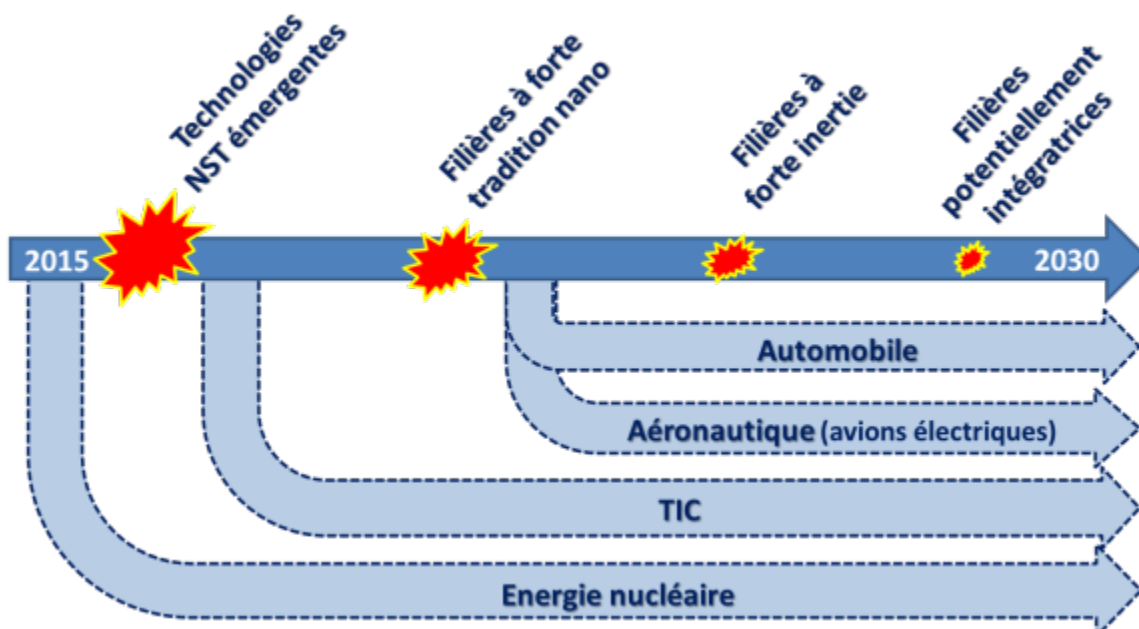 Technologies
NST émergentes
Filières à forte
tradition nano
Filières à
forte inertie
Filières
potentiellement
intégratrices
2015
2030
Automobile
Aéronautique (avions électriques)
TIC
Energie nucléaire